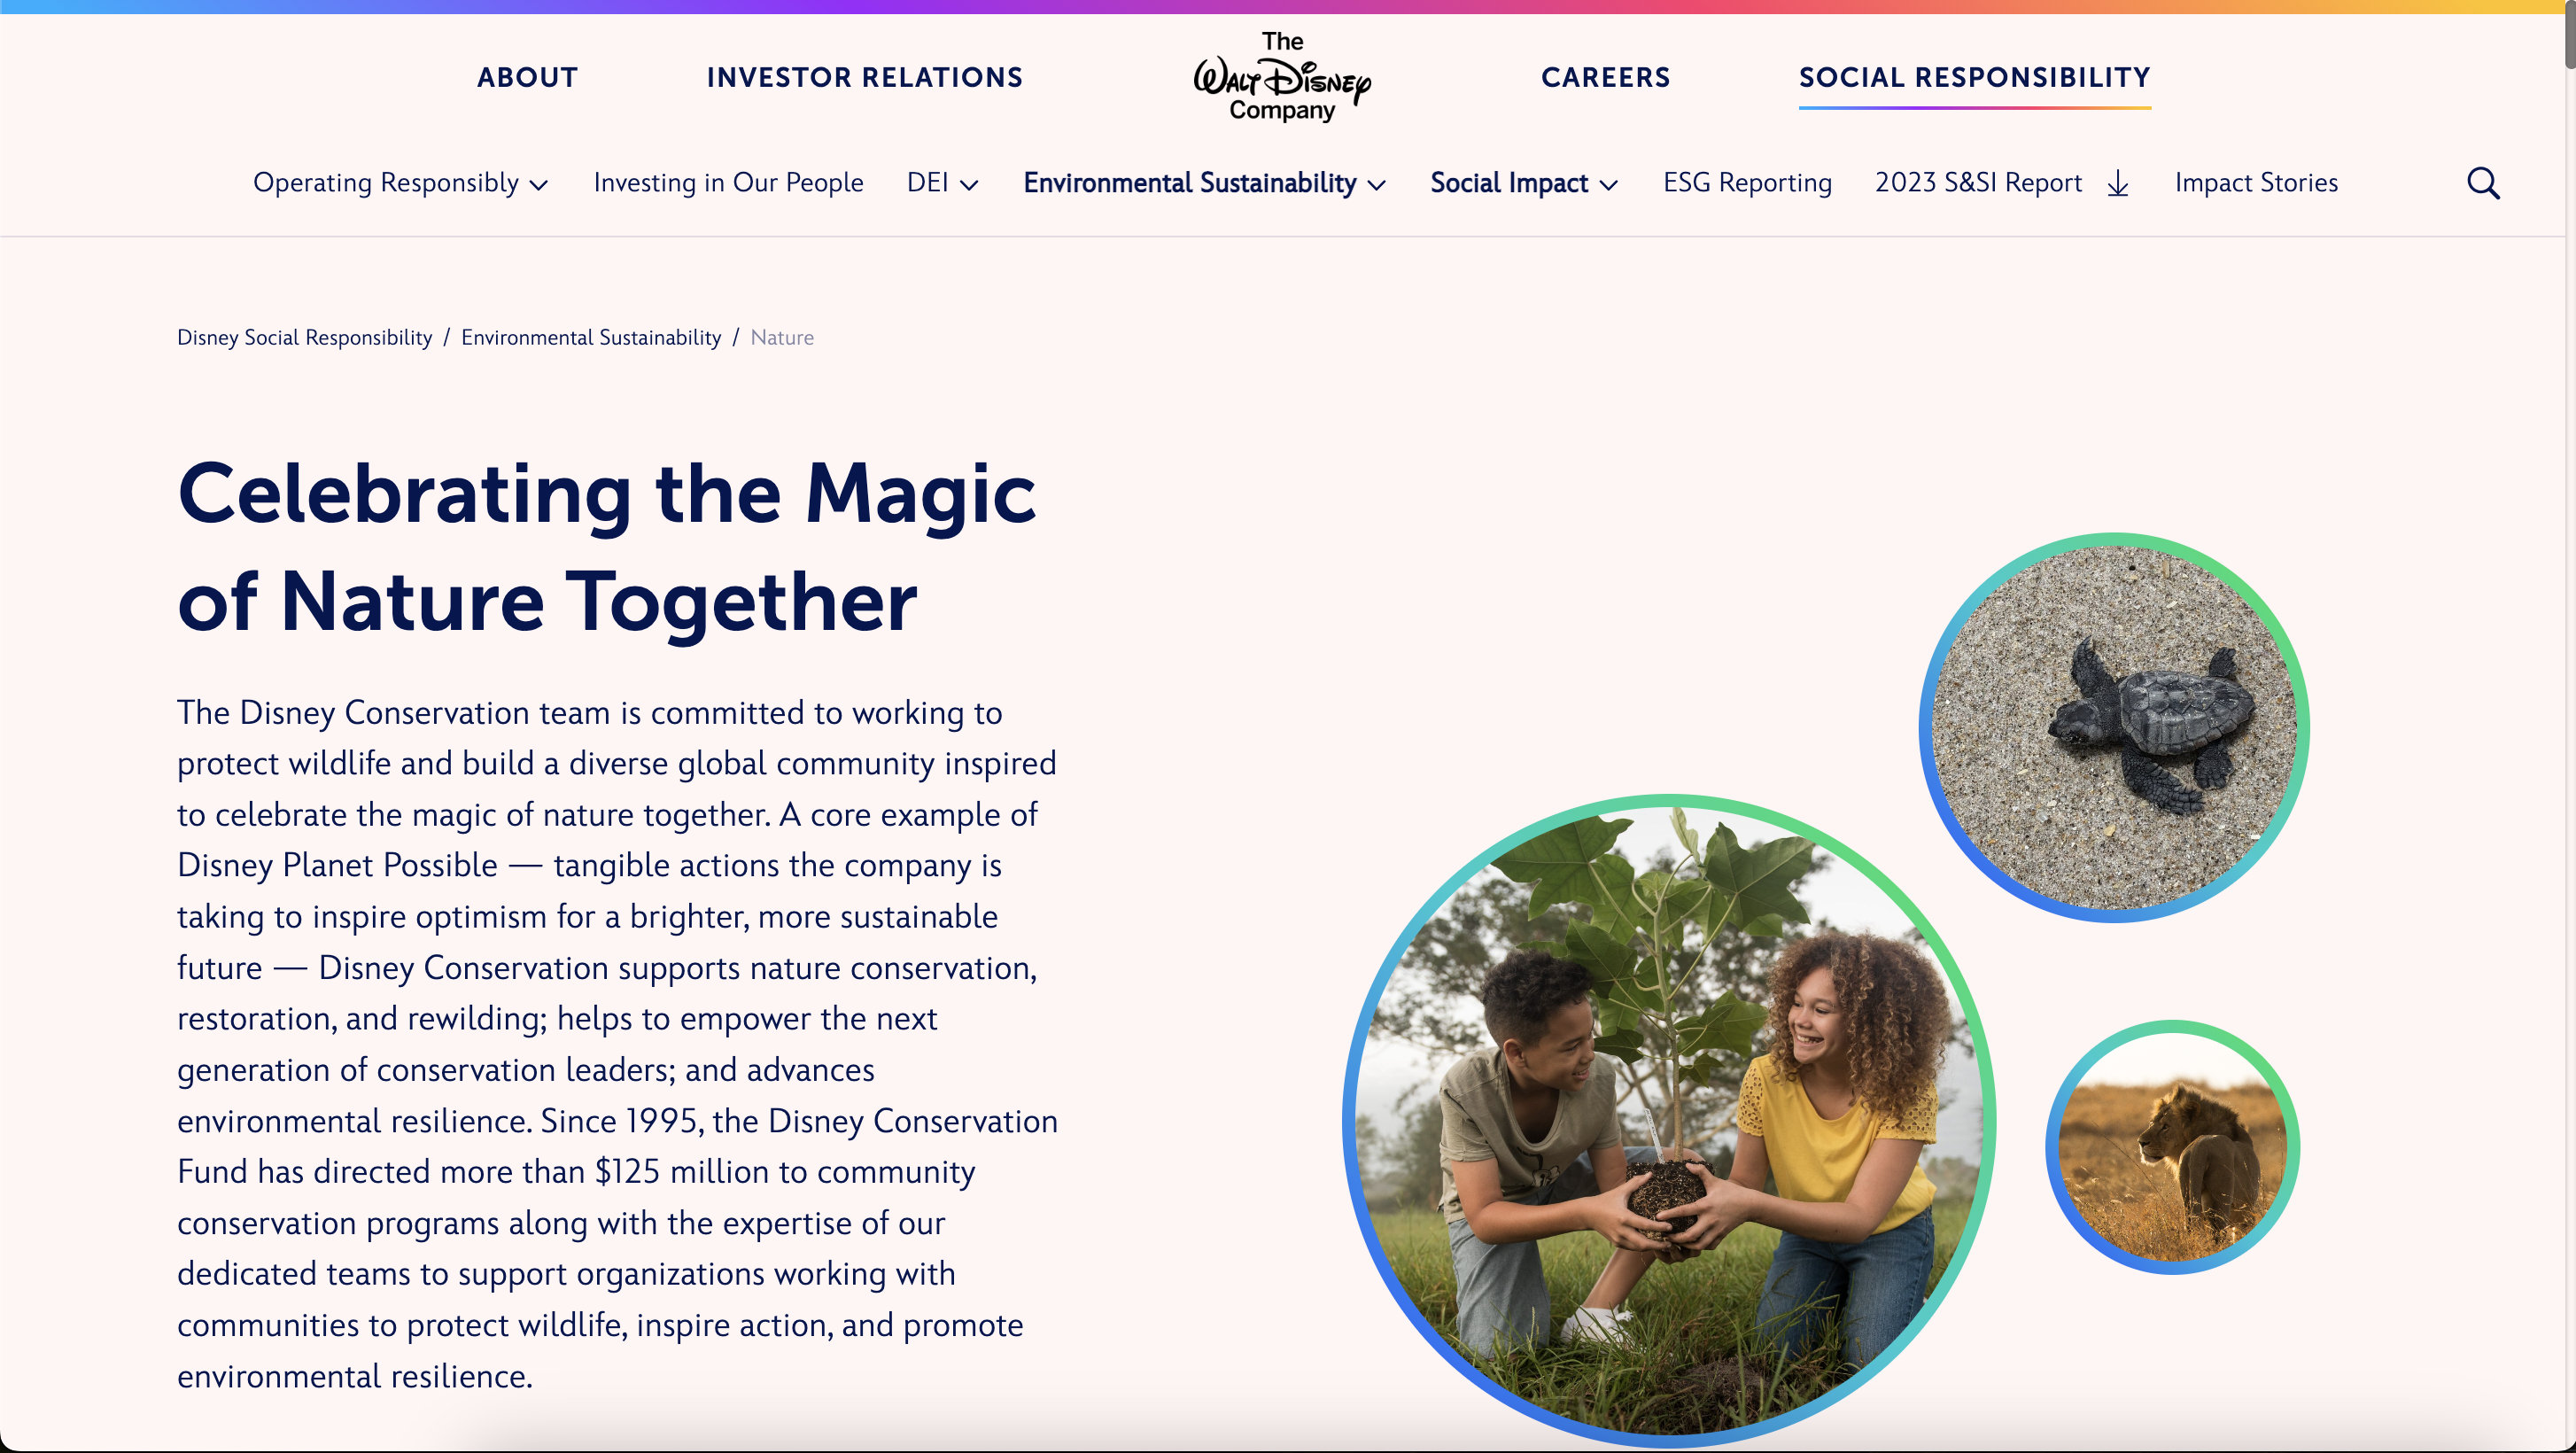 The
Walt Disney
Company
ABOUT
INVESTOR RELATIONS
CAREERS
SOCIAL RESPONSIBILITY
Operating Responsibly
Investing in Our People
DEI
Environmental Sustainability
Social Impact
ESG Reporting
2023 S&SI Report
Impact Stories
Disney Social Responsibility / Environmental Sustainability / Nature
Celebrating the Magic
of Nature Together
The Disney Conservation team is committed to working to
protect wildlife and build a diverse global community inspired
to celebrate the magic of nature together. A core example of
Disney Planet Possible — tangible actions the company is
taking to inspire optimism for a brighter, more sustainable
future — Disney Conservation supports nature conservation,
restoration, and rewilding; helps to empower the next
generation of conservation leaders; and advances
environmental resilience. Since 1995, the Disney Conservation
Fund has directed more than $125 million to community
conservation programs along with the expertise of our
dedicated teams to support organizations working with
communities to protect wildlife, inspire action, and promote
environmental resilience.